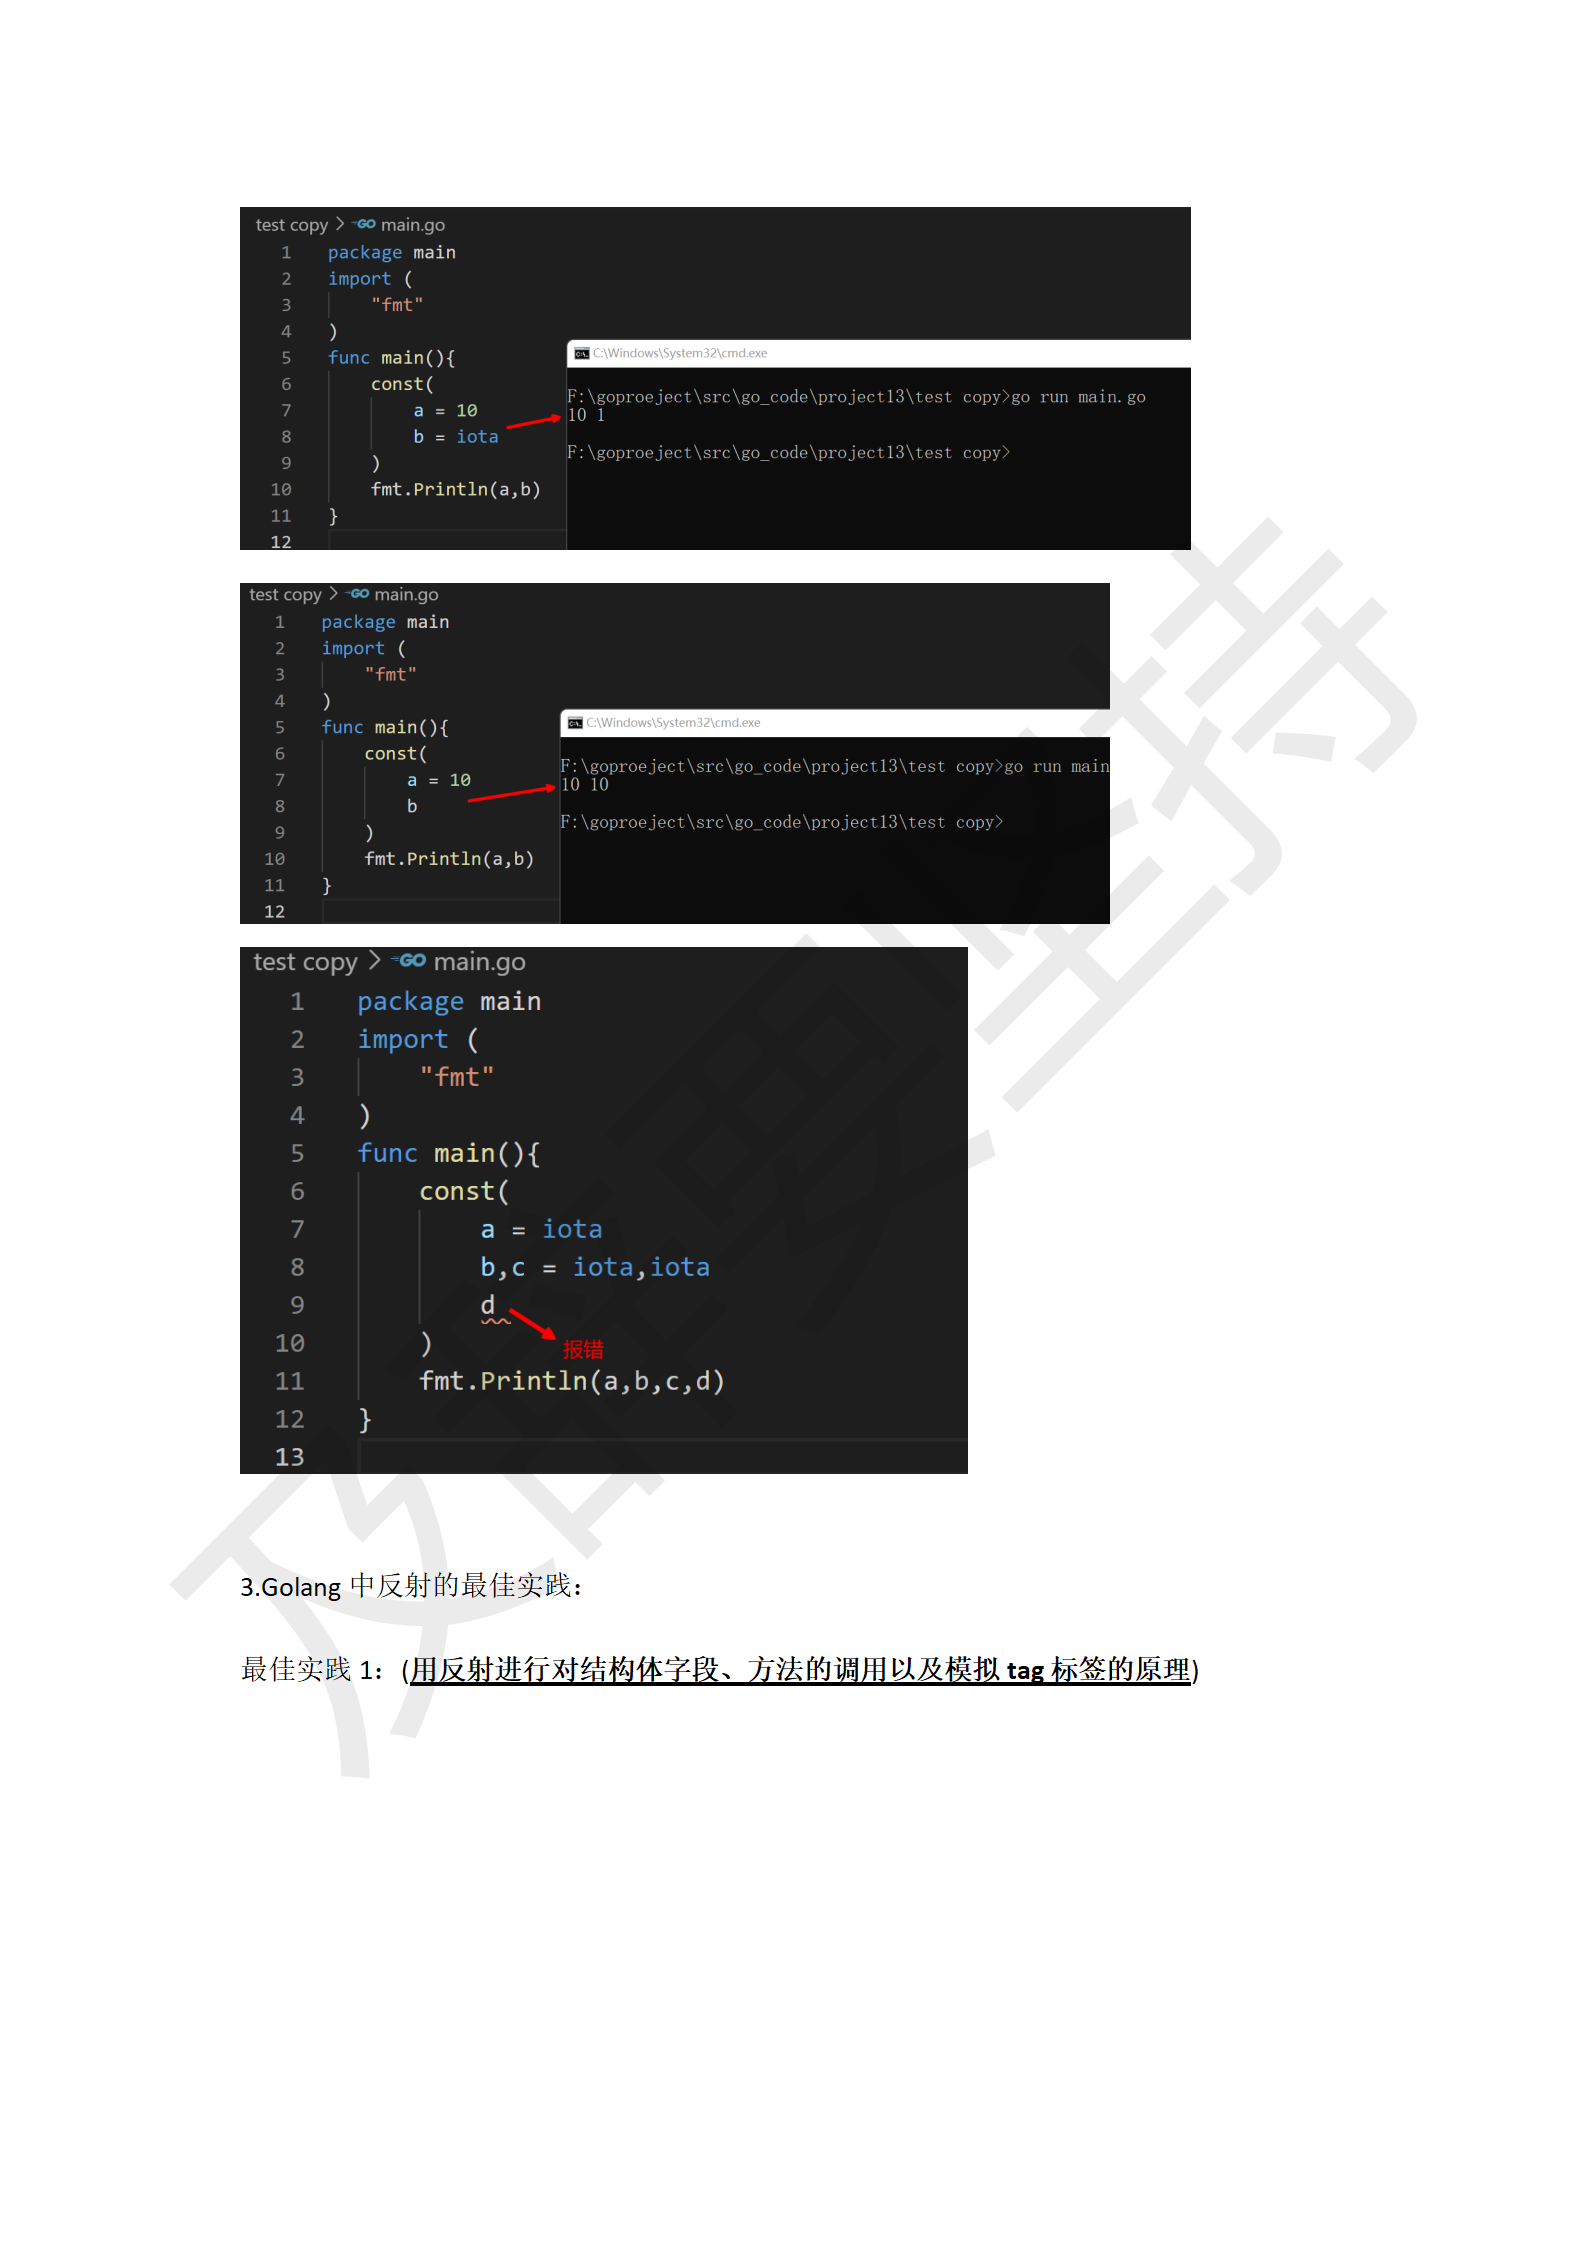 test copy > GO main.go
1 package main
2 import (
3 "fmt"
4 )
5 func main(){
6 const(
7 a = 10
8 b = iota
9 )
10 fmt.Println(a,b)
11 }
12
C:\Windows\System32\cmd.exe
F:\goproeject\src\go_code\project13\test copy>go run main.go
10 1
F:\goproeject\src\go_code\project13\test copy>
test copy > GO main.go
1 package main
2 import (
3 "fmt"
4 )
5 func main(){
6 const(
7 a = 10
8 b
9 )
10 fmt.Println(a,b)
11 }
12
C:\Windows\System32\cmd.exe
F:\goproeject\src\go_code\project13\test copy>go run main
10 10
F:\goproeject\src\go_code\project13\test copy>
test copy > GO main.go
1 package main
2 import (
3 "fmt"
4 )
5 func main(){
6 const(
7 a = iota
8 b,c = iota,iota
9 d
报错
10 )
11 fmt.Println(a,b,c,d)
12 }
13
3.Golang 中反射的最佳实践：
最佳实践 1：(用反射进行对结构体字段、方法的调用以及模拟 tag 标签的原理)